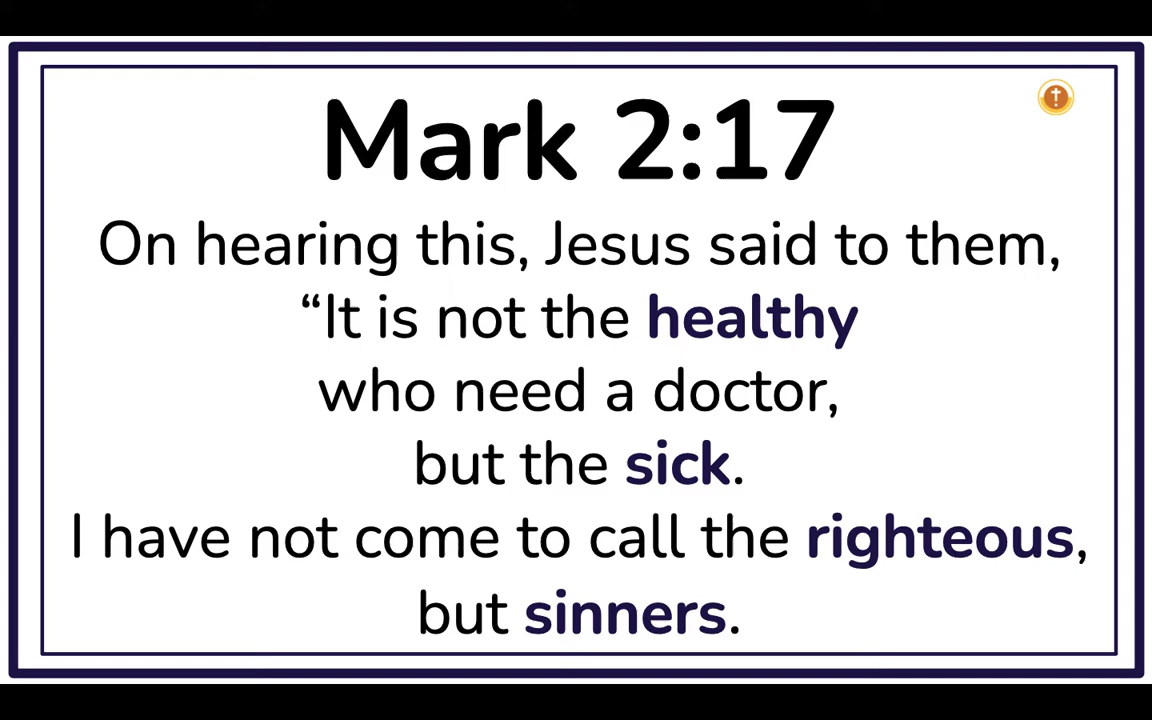 Mark 2:17
On hearing this, Jesus said to them,
“It is not the healthy
who need a doctor,
but the sick.
I have not come to call the righteous,
but sinners.